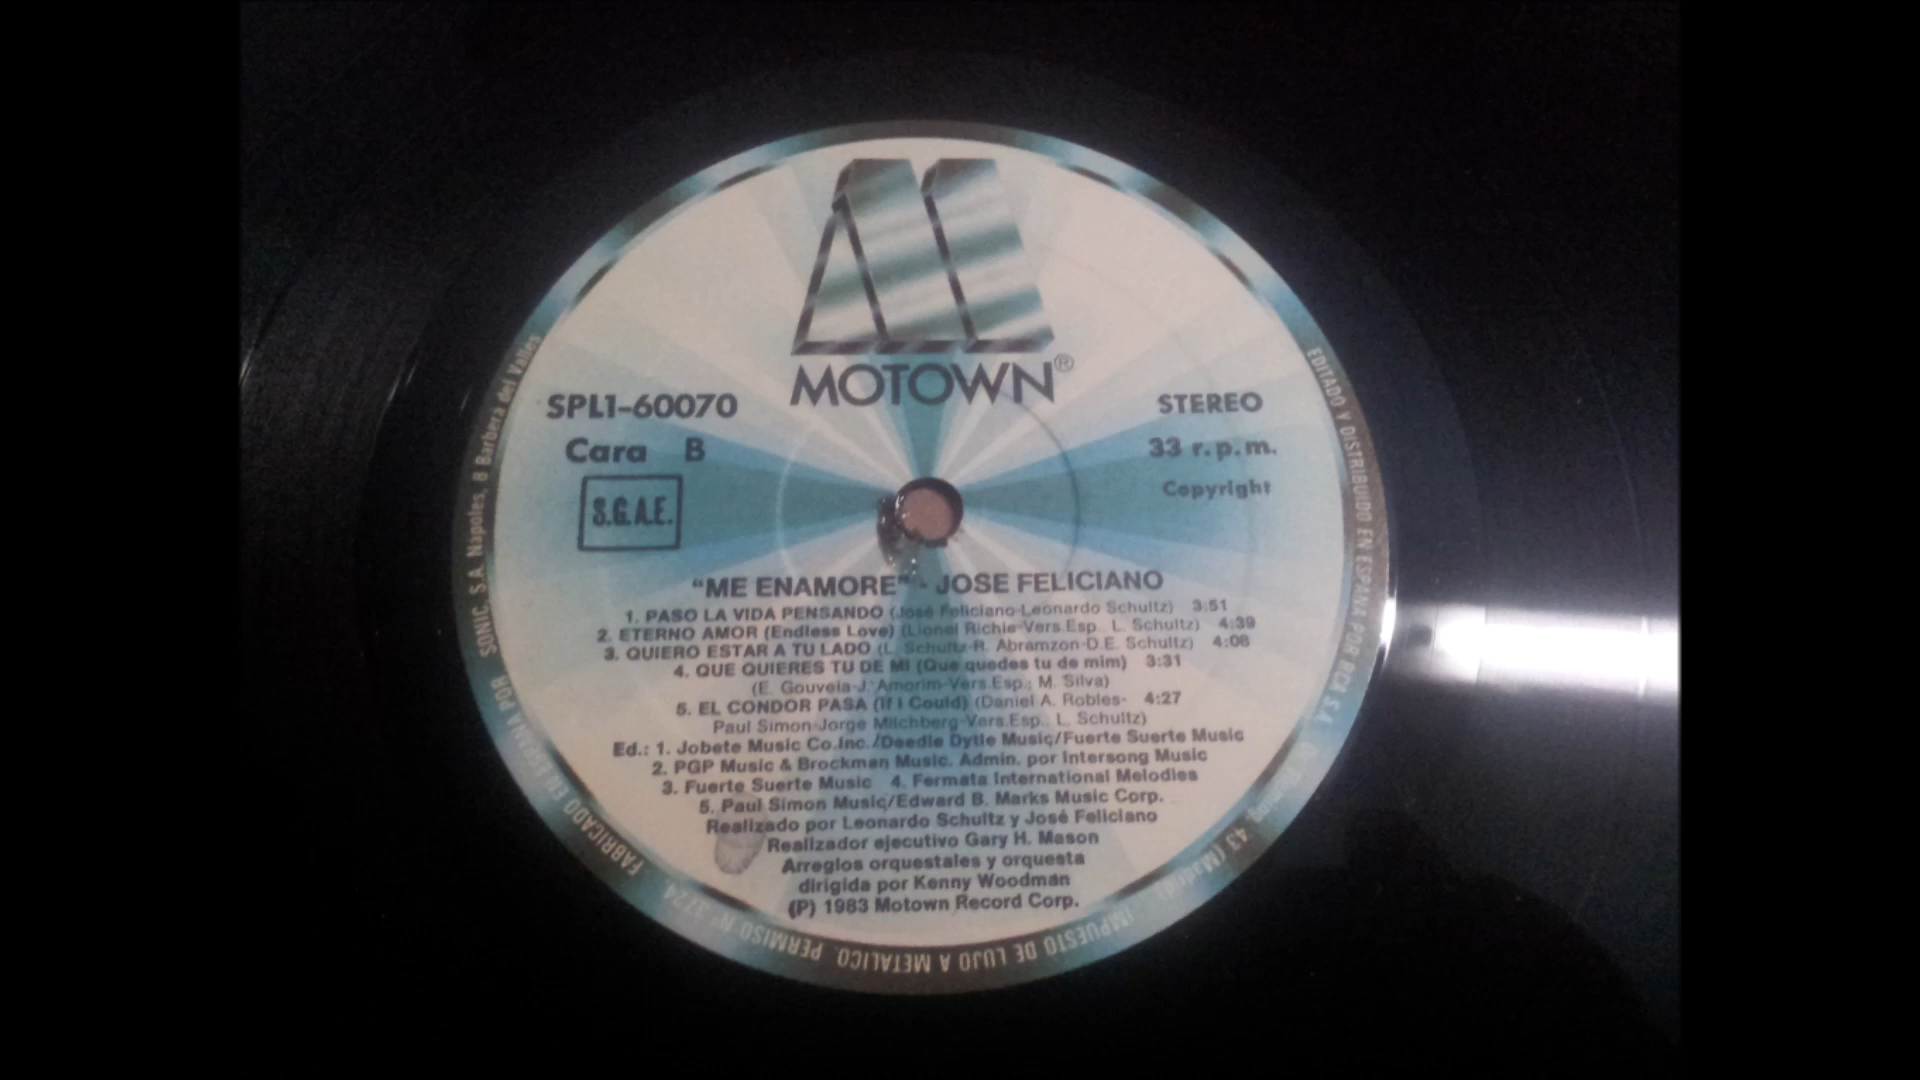 MOTOWN®
SPL1-60070
Cara B
S.G.A.E.
STEREO
33 r.p.m.
Copyright
"ME ENAMORE" - JOSE FELICIANO
1. PASO LA VIDA PENSANDO (José Feliciano-Leonardo Schultz) 3:51
2. ETERNO AMOR (Endless Love) (Lionel Richie-Vers.Esp. L. Schultz) 4:39
3. QUIERO ESTAR A TU LADO (L. Schultz-R. Abramzon-D.E. Schultz) 4:08
4. QUE QUIERES TU DE MI (Que quedes tu de mim) 3:31
(E. Gouveia-J. Amorim-Vers.Esp.: M. Silva)
5. EL CONDOR PASA (If I Could) (Daniel A. Robles- 4:27
Paul Simon-Jorge Milchberg-Vers.Esp.. L. Schultz)
Ed.: 1. Jobete Music Co.Inc./Deedle Dytle Music/Fuerte Suerte Music
2. PGP Music & Brockman Music. Admin. por Intersong Music
3. Fuerte Suerte Music 4. Fermata International Melodies
5. Paul Simon Music/Edward B. Marks Music Corp.
Realizado por Leonardo Schultz y José Feliciano
Realizador ejecutivo Gary H. Mason
Arreglos orquestales y orquesta
dirigida por Kenny Woodman
(P) 1983 Motown Record Corp.
EDITADO Y DISTRIBUIDO EN ESPAÑA POR RCA S.A. 43 (Madrid). IMPUESTO DE LUJO A METALICO. PERMISO Nº 1724
FABRICADO EN ESPAÑA POR SONIC, S.A. Napoles, 8 Barbera del Valles